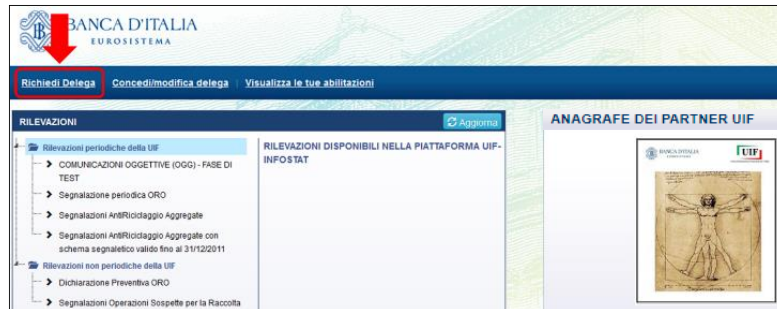 BANCA D'ITALIA
EUROSISTEMA
Richiedi Delega
Concedi/modifica delega
Visualizza le tue abilitazioni
RILEVAZIONI
Aggiorna
Rilevazioni periodiche della UIF
COMUNICAZIONI OGGETTIVE (OGG) - FASE DI
TEST
Segnalazione periodica ORO
Segnalazioni AntiRiciclaggio Aggregate
Segnalazioni AntiRiciclaggio Aggregate con
schema segnaletico valido fino al 31/12/2011
Rilevazioni non periodiche della UIF
Dichiarazione Preventiva ORO
Segnalazioni Operazioni Sospette per la Raccolta
RILEVAZIONI DISPONIBILI NELLA PIATTAFORMA UIF-
INFOSTAT
ANAGRAFE DEI PARTNER UIF
BANCA D'ITALIA
UIF